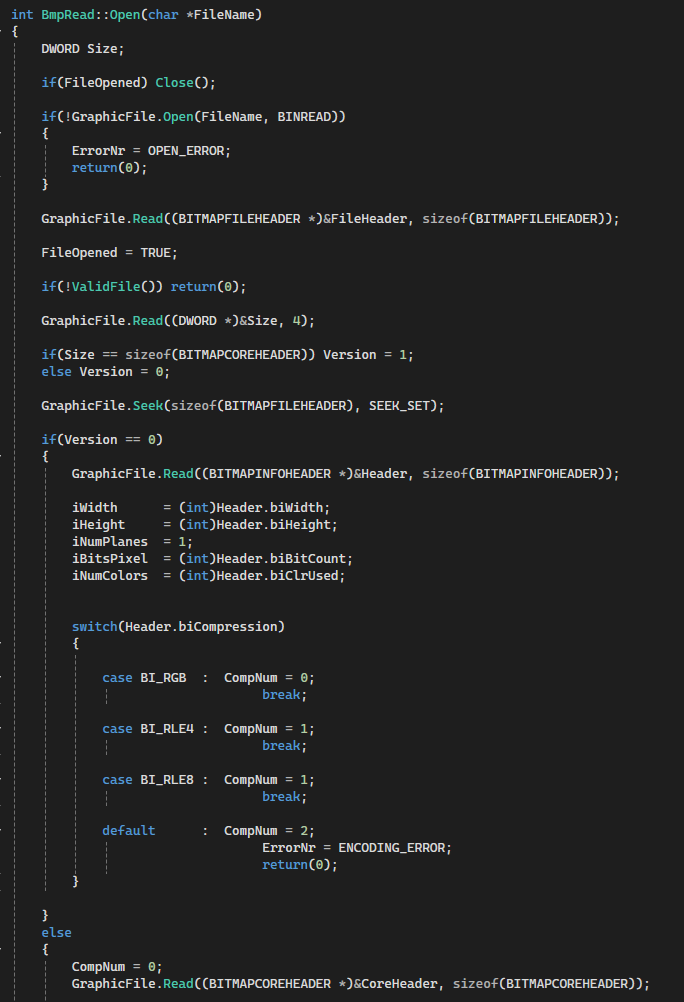 int BmpRead::Open(char *FileName)
{
    DWORD Size;

    if(FileOpened) Close();

    if(!GraphicFile.Open(FileName, BINREAD))
    {
        ErrorNr = OPEN_ERROR;
        return(0);
    }

    GraphicFile.Read((BITMAPFILEHEADER *)&FileHeader, sizeof(BITMAPFILEHEADER));

    FileOpened = TRUE;

    if(!ValidFile()) return(0);

    GraphicFile.Read((DWORD *)&Size, 4);

    if(Size == sizeof(BITMAPCOREHEADER)) Version = 1;
    else Version = 0;

    GraphicFile.Seek(sizeof(BITMAPFILEHEADER), SEEK_SET);

    if(Version == 0)
    {
        GraphicFile.Read((BITMAPINFOHEADER *)&Header, sizeof(BITMAPINFOHEADER));

        iWidth      = (int)Header.biWidth;
        iHeight     = (int)Header.biHeight;
        iNumPlanes  = 1;
        iBitsPixel  = (int)Header.biBitCount;
        iNumColors  = (int)Header.biClrUsed;


        switch(Header.biCompression)
        {

            case BI_RGB  :  CompNum = 0;
                            break;

            case BI_RLE4 :  CompNum = 1;
                            break;

            case BI_RLE8 :  CompNum = 1;
                            break;

            default      :  CompNum = 2;
                            ErrorNr = ENCODING_ERROR;
                            return(0);
        }

    }
    else
    {
        CompNum = 0;
        GraphicFile.Read((BITMAPCOREHEADER *)&CoreHeader, sizeof(BITMAPCOREHEADER));